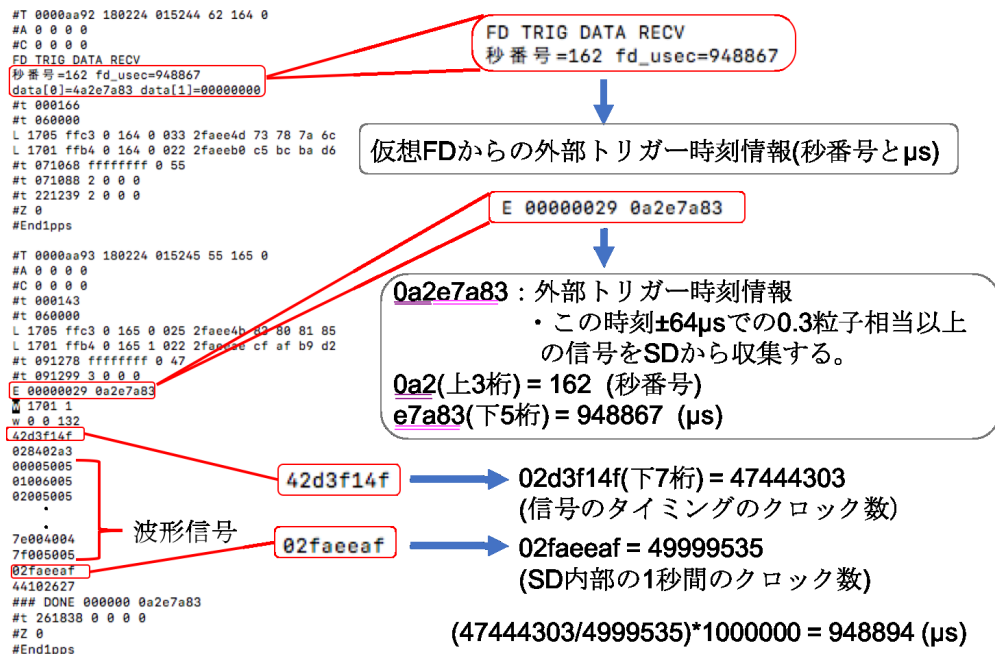 #T 0000aa92 180224 015244 62 164 0
#A 0 0 0 0
#C 0 0 0 0
FD TRIG DATA RECV
秒番号=162 fd_usec=948867
data[0]=4a2e7a83 data[1]=00000000
#t 000166
#t 060000
L 1705 ffc3 0 164 0 033 2faee4d 73 78 7a 6c
L 1701 ffb4 0 164 0 022 2faeeb0 c5 bc ba d6
#t 071068 ffffffff 0 55
#t 071088 2 0 0 0
#t 221239 2 0 0 0
#Z 0
#End1pps
#T 0000aa93 180224 015245 55 165 0
#A 0 0 0 0
#C 0 0 0 0
#t 000143
#t 060000
L 1705 ffc3 0 165 0 025 2faee4b 83 80 81 85
L 1701 ffb4 0 165 1 022 2faeeae cf af b9 d2
#t 091278 ffffffff 0 47
#t 091299 3 0 0 0
E 00000029 0a2e7a83
W 1701 1
w 0 0 132
42d3f14f
028402a3
00005005
01006005
02005005
・
・
7e004004
7f005005
02faeeaf
44102627
### DONE 000000 0a2e7a83
#t 261838 0 0 0 0
#Z 0
#End1pps
波形信号
FD TRIG DATA RECV
秒番号=162 fd_usec=948867
仮想FDからの外部トリガー時刻情報(秒番号とμs)
E 00000029 0a2e7a83
0a2e7a83：外部トリガー時刻情報
・この時刻±64μsでの0.3粒子相当以上
の信号をSDから収集する。
0a2(上3桁) = 162 (秒番号)
e7a83(下5桁) = 948867 (μs)
42d3f14f
02d3f14f(下7桁) = 47444303
(信号のタイミングのクロック数)
02faeeaf
02faeeaf = 49999535
(SD内部の1秒間のクロック数)
(47444303/4999535)*1000000 = 948894 (μs)